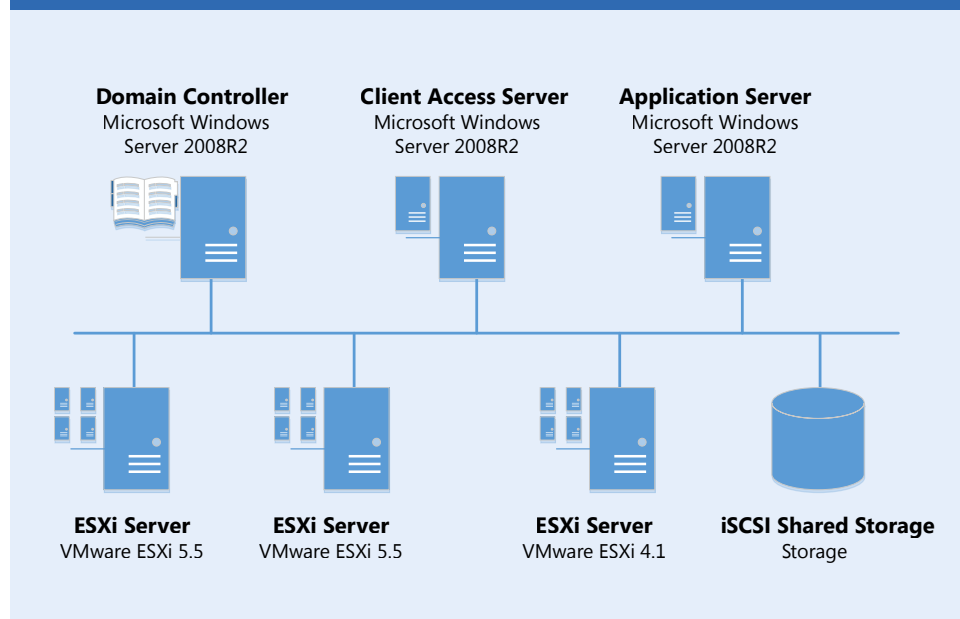 Domain Controller
Microsoft Windows
Server 2008R2
Client Access Server
Microsoft Windows
Server 2008R2
Application Server
Microsoft Windows
Server 2008R2
ESXi Server
VMware ESXi 5.5
ESXi Server
VMware ESXi 5.5
ESXi Server
VMware ESXi 4.1
iSCSI Shared Storage
Storage